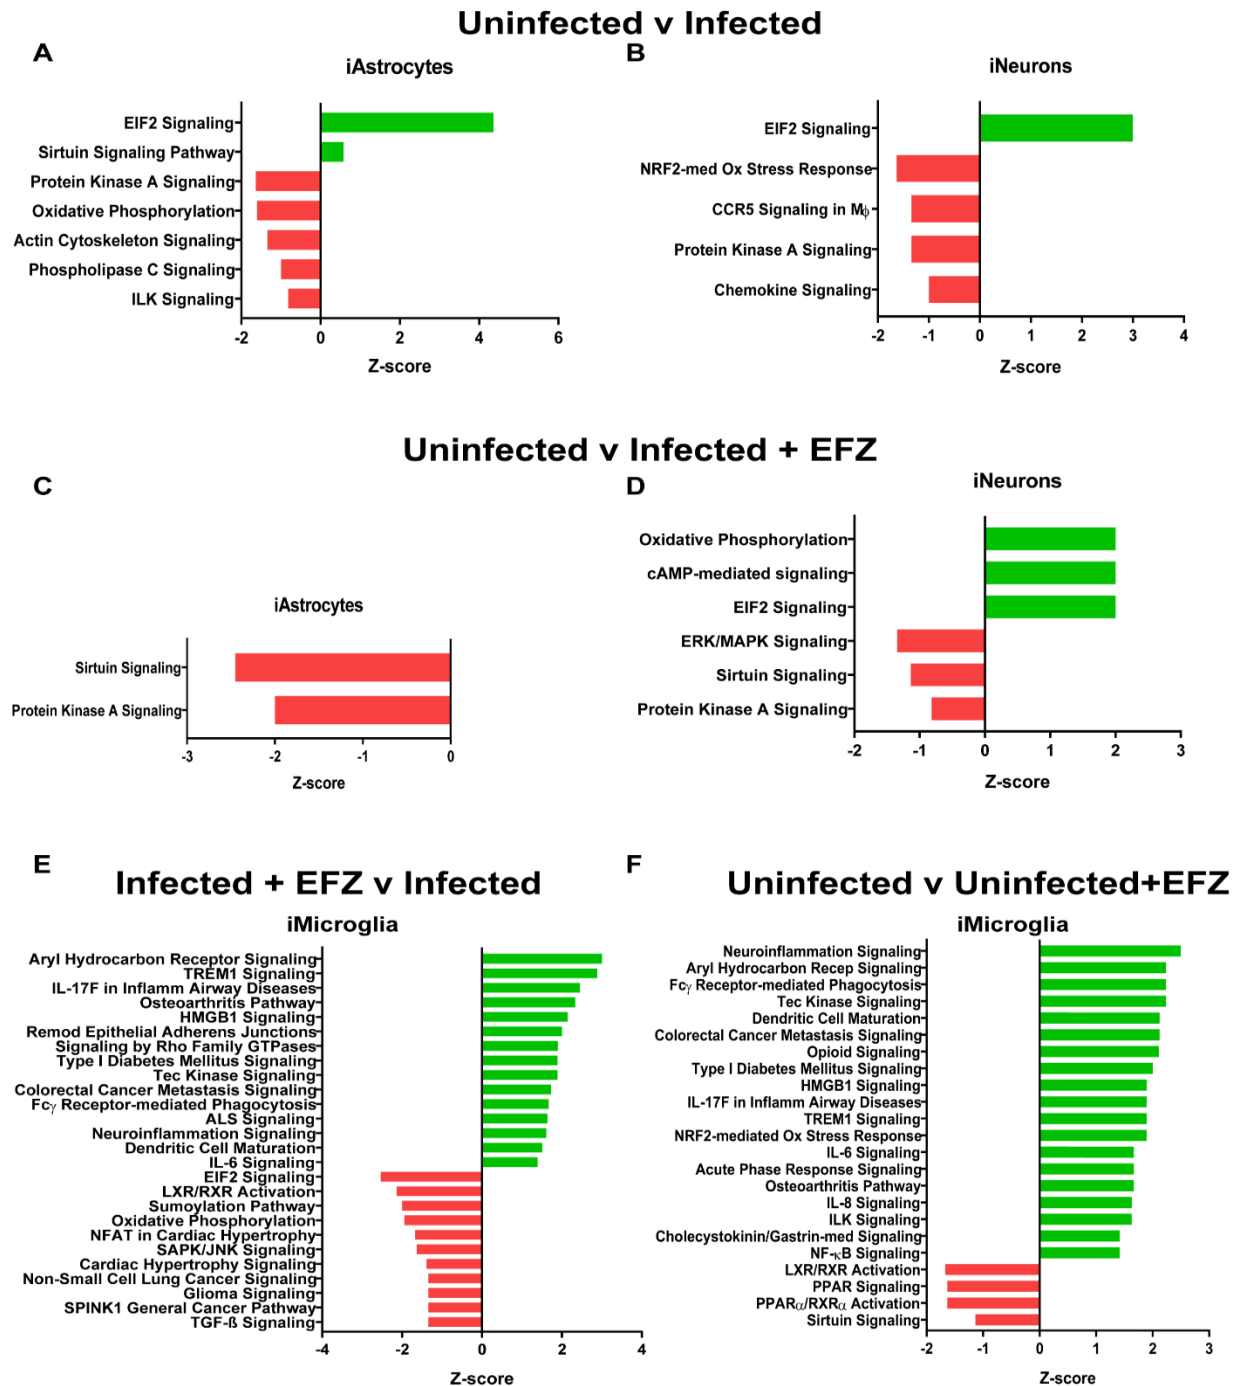 Uninfected v Infected
A
iAstrocytes
EIF2 Signaling
Sirtuin Signaling Pathway
Protein Kinase A Signaling
Oxidative Phosphorylation
Actin Cytoskeleton Signaling
Phospholipase C Signaling
ILK Signaling
-2 0 2 4 6
Z-score
B
iNeurons
EIF2 Signaling
NRF2-med Ox Stress Response
CCR5 Signaling in Mϕ
Protein Kinase A Signaling
Chemokine Signaling
-2 -1 0 1 2 3 4
Z-score
Uninfected v Infected + EFZ
C
iAstrocytes
Sirtuin Signaling
Protein Kinase A Signaling
-3 -2 -1 0
Z-score
D
iNeurons
Oxidative Phosphorylation
cAMP-mediated signaling
EIF2 Signaling
ERK/MAPK Signaling
Sirtuin Signaling
Protein Kinase A Signaling
-2 -1 0 1 2 3
Z-score
E
Infected + EFZ v Infected
iMicroglia
Aryl Hydrocarbon Receptor Signaling
TREM1 Signaling
IL-17F in Inflamm Airway Diseases
Osteoarthritis Pathway
HMGB1 Signaling
Remod Epithelial Adherens Junctions
Signaling by Rho Family GTPases
Type I Diabetes Mellitus Signaling
Tec Kinase Signaling
Colorectal Cancer Metastasis Signaling
Fcγ Receptor-mediated Phagocytosis
ALS Signaling
Neuroinflammation Signaling
Dendritic Cell Maturation
IL-6 Signaling
EIF2 Signaling
LXR/RXR Activation
Sumoylation Pathway
Oxidative Phosphorylation
NFAT in Cardiac Hypertrophy
SAPK/JNK Signaling
Cardiac Hypertrophy Signaling
Non-Small Cell Lung Cancer Signaling
Glioma Signaling
SPINK1 General Cancer Pathway
TGF-ß Signaling
-4 -2 0 2 4
Z-score
F
Uninfected v Uninfected+EFZ
iMicroglia
Neuroinflammation Signaling
Aryl Hydrocarbon Recep Signaling
Fcγ Receptor-mediated Phagocytosis
Tec Kinase Signaling
Dendritic Cell Maturation
Colorectal Cancer Metastasis Signaling
Opioid Signaling
Type I Diabetes Mellitus Signaling
HMGB1 Signaling
IL-17F in Inflamm Airway Diseases
TREM1 Signaling
NRF2-mediated Ox Stress Response
IL-6 Signaling
Acute Phase Response Signaling
Osteoarthritis Pathway
IL-8 Signaling
ILK Signaling
Cholecystokinin/Gastrin-med Signaling
NF-κB Signaling
LXR/RXR Activation
PPAR Signaling
PPARα/RXRα Activation
Sirtuin Signaling
-2 -1 0 1 2 3
Z-score